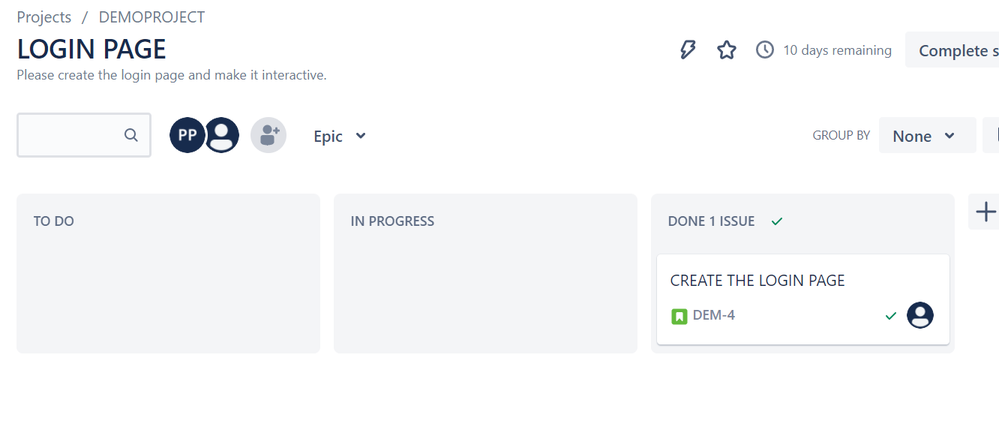 Projects / DEMOPROJECT
LOGIN PAGE
10 days remaining
Complete s
Please create the login page and make it interactive.
PP
Epic
GROUP BY
None
TO DO
IN PROGRESS
DONE 1 ISSUE
CREATE THE LOGIN PAGE
DEM-4